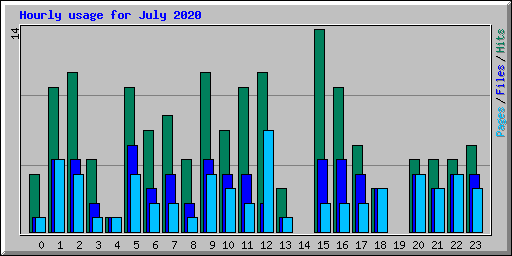 Hourly usage for July 2020
14
Pages / Files / Hits
0 1 2 3 4 5 6 7 8 9 10 11 12 13 14 15 16 17 18 19 20 21 22 23